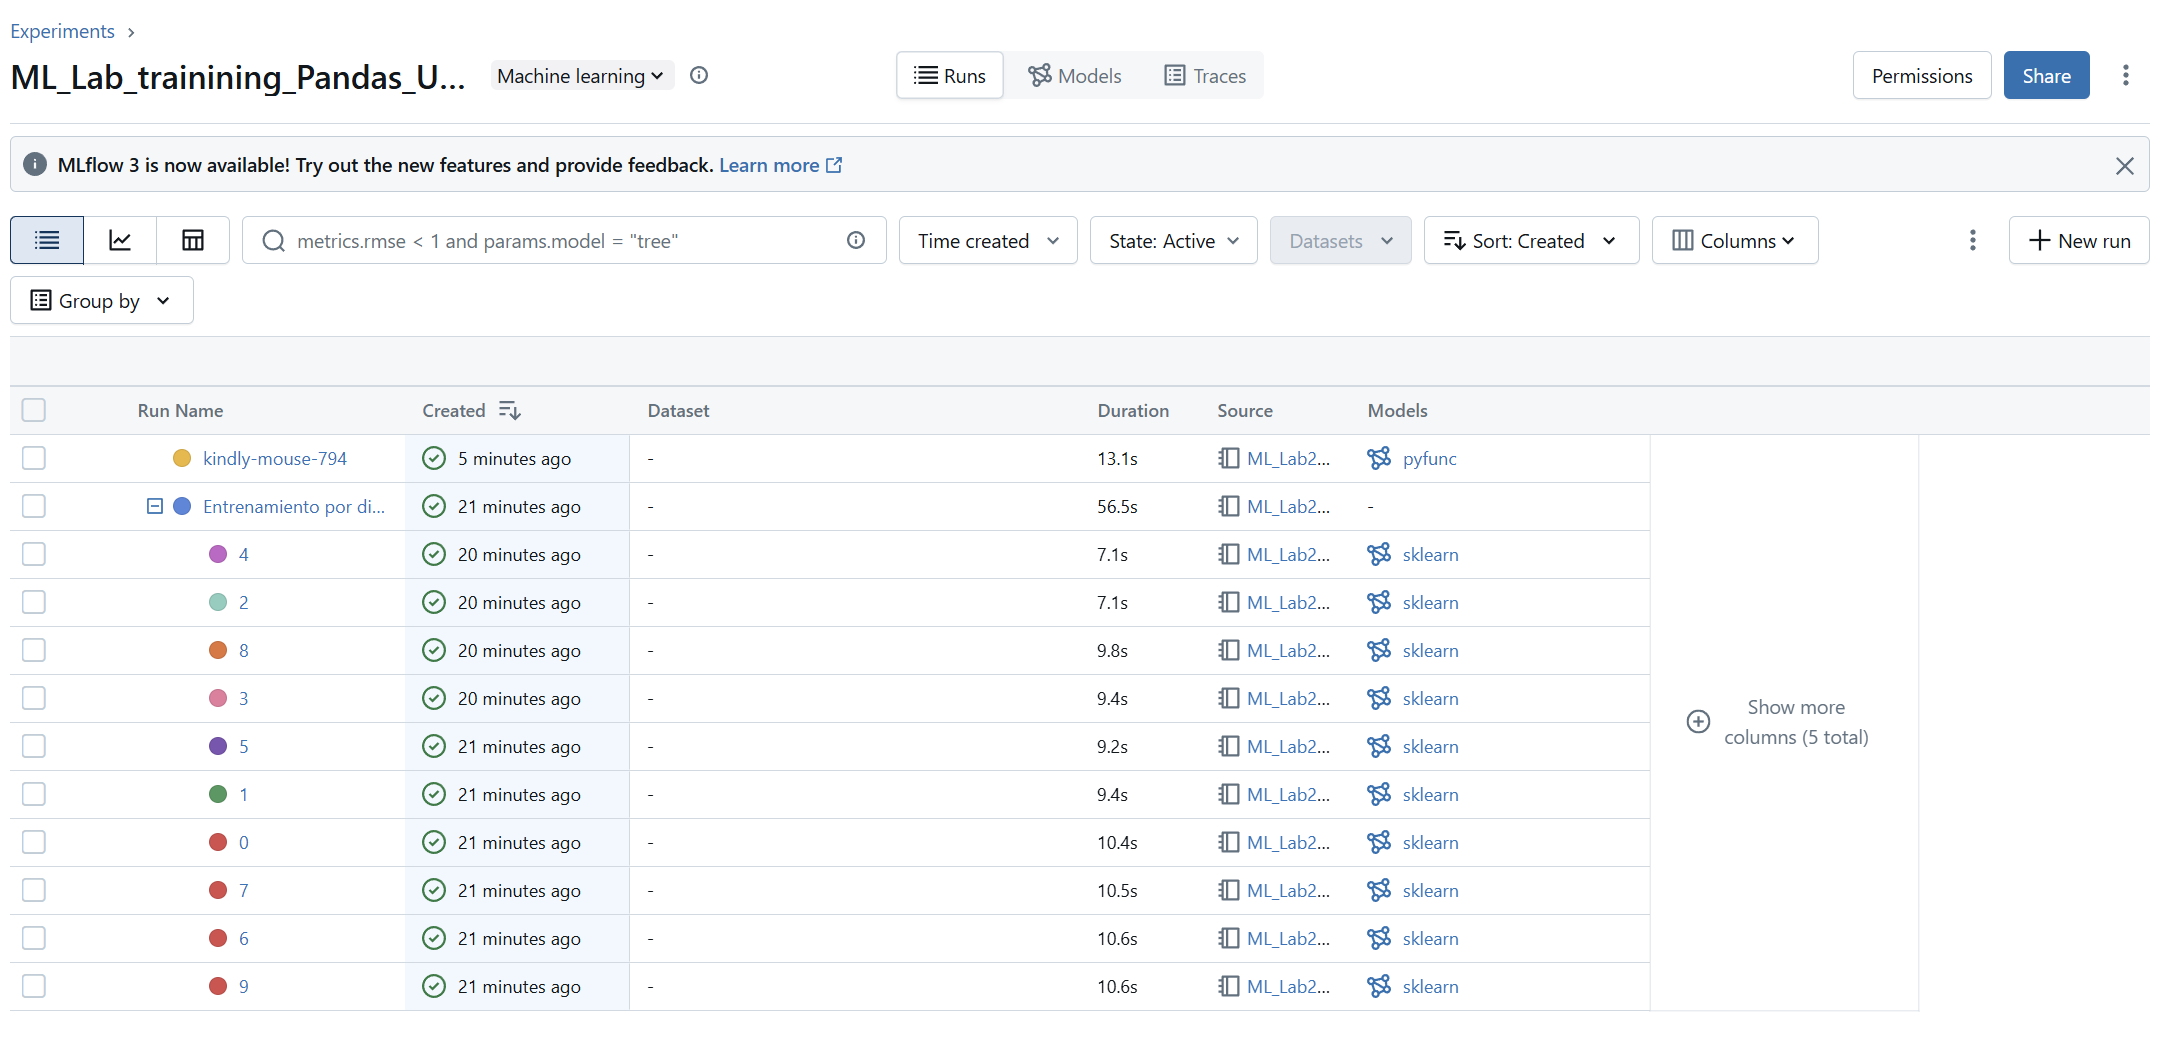 Experiments
ML_Lab_trainining_Pandas_U... Machine learning Runs Models Traces Permissions Share
MLflow 3 is now available! Try out the new features and provide feedback. Learn more
metrics.rmse < 1 and params.model = "tree" Time created State: Active Datasets Sort: Created Columns New run
Group by
Run Name Created Dataset Duration Source Models
kindly-mouse-794 5 minutes ago - 13.1s ML_Lab2... pyfunc
Entrenamiento por di... 21 minutes ago - 56.5s ML_Lab2... -
4 20 minutes ago - 7.1s ML_Lab2... sklearn
2 20 minutes ago - 7.1s ML_Lab2... sklearn
8 20 minutes ago - 9.8s ML_Lab2... sklearn
3 20 minutes ago - 9.4s ML_Lab2... sklearn
5 21 minutes ago - 9.2s ML_Lab2... sklearn
1 21 minutes ago - 9.4s ML_Lab2... sklearn
0 21 minutes ago - 10.4s ML_Lab2... sklearn
7 21 minutes ago - 10.5s ML_Lab2... sklearn
6 21 minutes ago - 10.6s ML_Lab2... sklearn
9 21 minutes ago - 10.6s ML_Lab2... sklearn
Show more
columns (5 total)